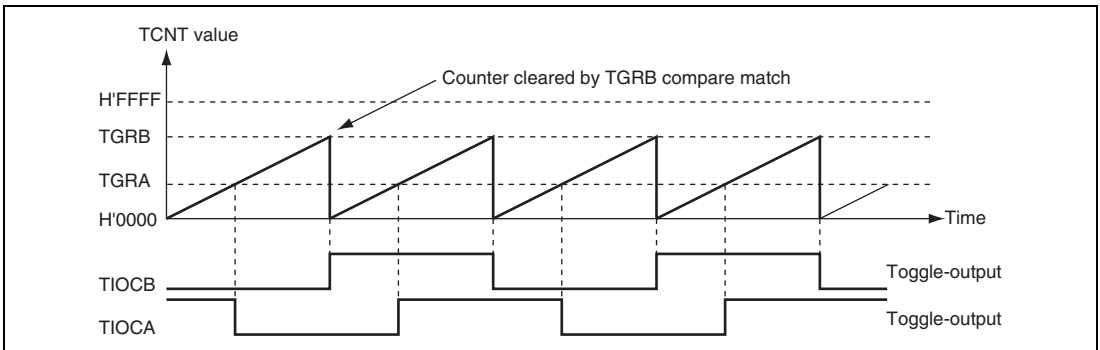 TCNT value
Counter cleared by TGRB compare match
H'FFFF
TGRB
TGRA
H'0000
Time
TIOCB
Toggle-output
TIOCA
Toggle-output